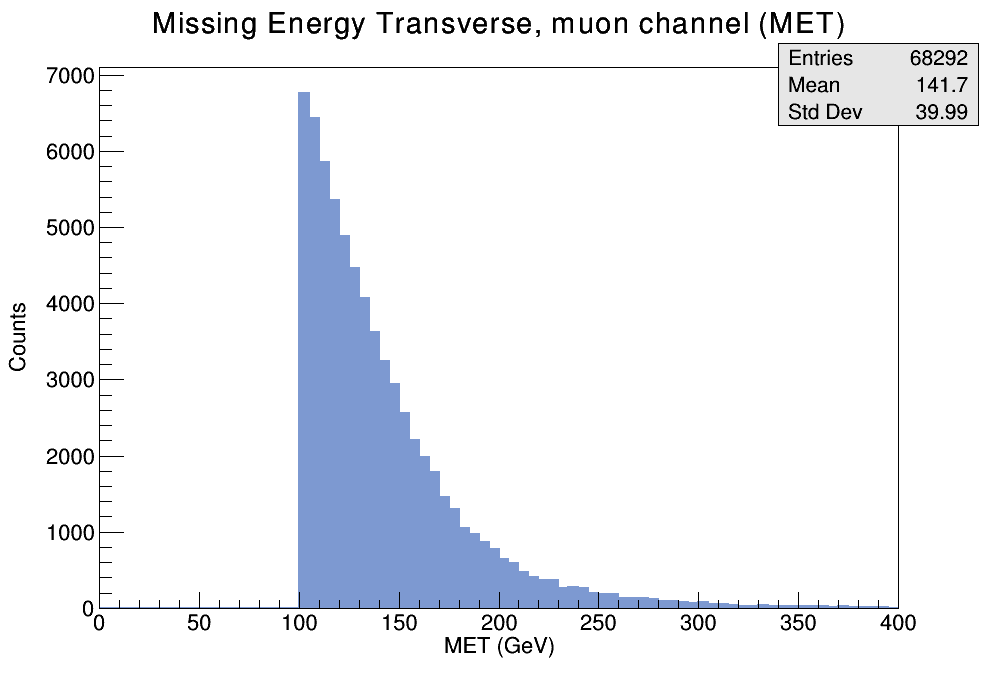 Missing Energy Transverse, muon channel (MET)
Entries 68292
Mean 141.7
Std Dev 39.99
7000
6000
5000
4000
3000
2000
1000
0
Counts
0 50 100 150 200 250 300 350 400
MET (GeV)